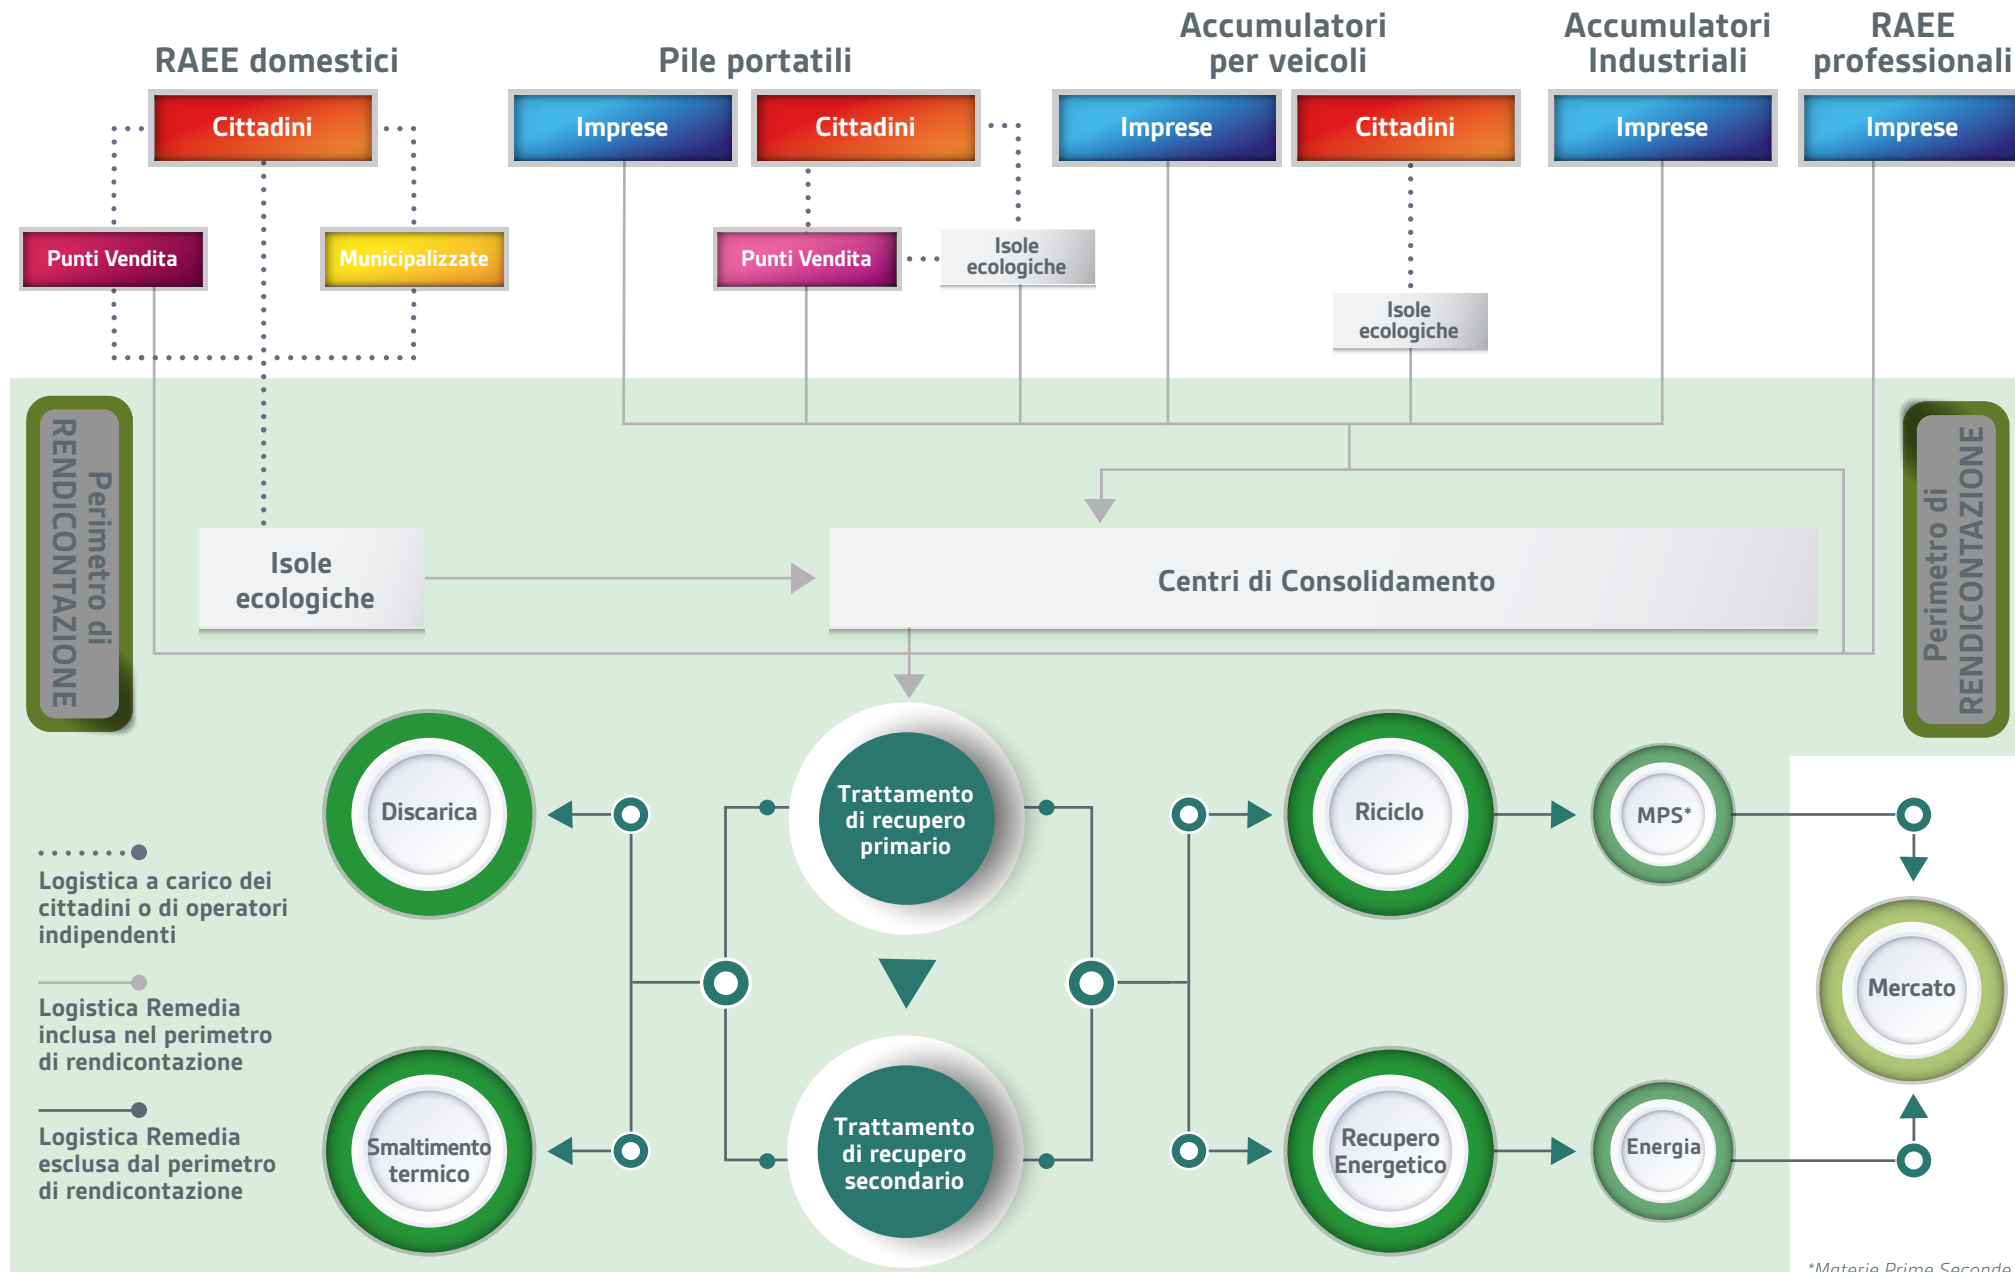 RAEE domestici
Pile portatili
Accumulatori
per veicoli
Accumulatori
Industriali
RAEE
professionali
Cittadini
Imprese
Cittadini
Imprese
Cittadini
Imprese
Imprese
Punti Vendita
Municipalizzate
Punti Vendita
Isole
ecologiche
Isole
ecologiche
Perimetro di
RENDICONTAZIONE
Perimetro di
RENDICONTAZIONE
Isole
ecologiche
Centri di Consolidamento
Discarica
Trattamento
di recupero
primario
Riciclo
MPS*
Logistica a carico dei
cittadini o di operatori
indipendenti
Logistica Remedia
inclusa nel perimetro
di rendicontazione
Logistica Remedia
esclusa dal perimetro
di rendicontazione
Mercato
Smaltimento
termico
Trattamento
di recupero
secondario
Recupero
Energetico
Energia
*Materie Prime Seconde